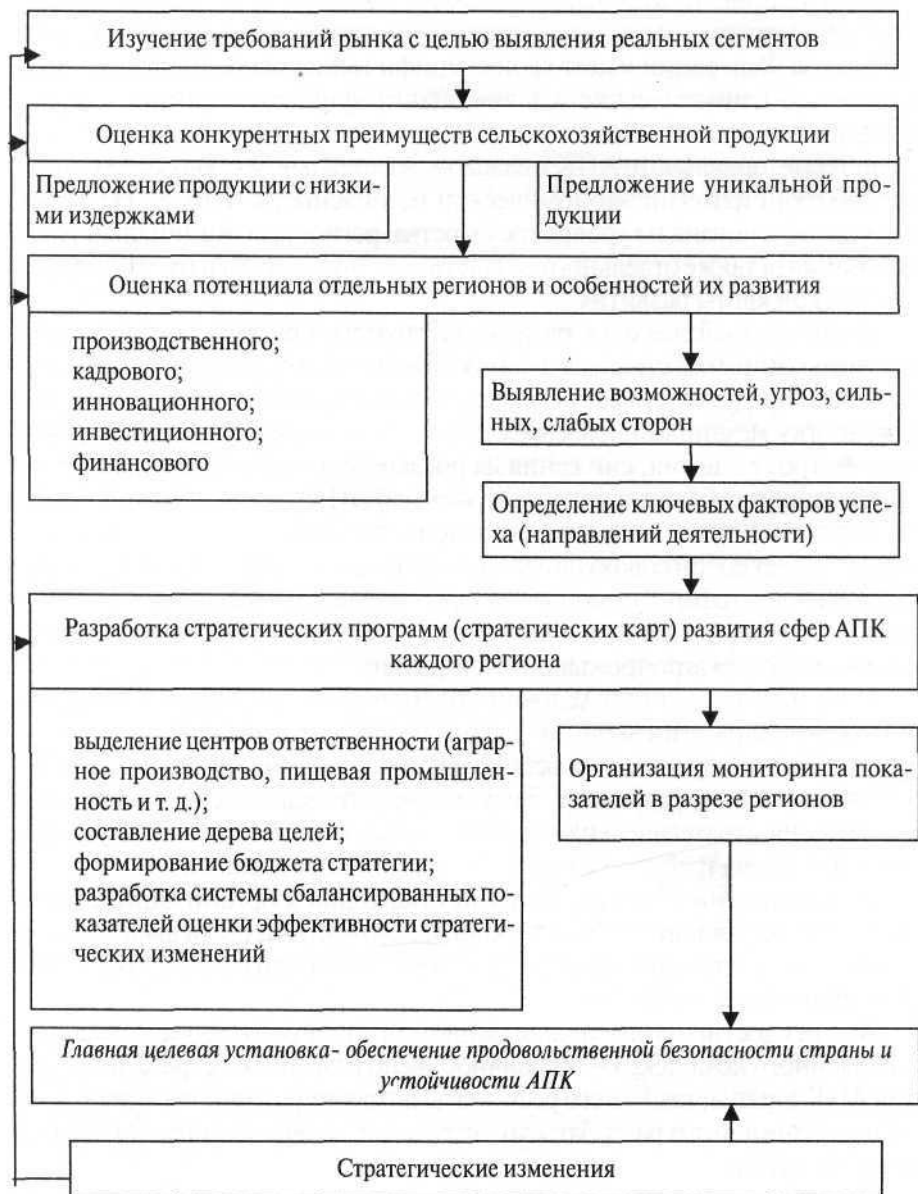 Изучение требований рынка с целью выявления реальных сегментов
Оценка конкурентных преимуществ сельскохозяйственной продукции
Предложение продукции с низки-
ми издержками
Предложение уникальной про-
дукции
Оценка потенциала отдельных регионов и особенностей их развития
производственного;
кадрового;
инновационного;
инвестиционного;
финансового
Выявление возможностей, угроз, силь-
ных, слабых сторон
Определение ключевых факторов успе-
ха (направлений деятельности)
Разработка стратегических программ (стратегических карт) развития сфер АПК
каждого региона
выделение центров ответственности (аграр-
ное производство, пищевая промышлен-
ность и т. д.);
составление дерева целей;
формирование бюджета стратегии;
разработка системы сбалансированных по-
казателей оценки эффективности стратеги-
ческих изменений
Организация мониторинга пока-
зателей в разрезе регионов
Главная целевая установка- обеспечение продовольственной безопасности страны и
устойчивости АПК
Стратегические изменения